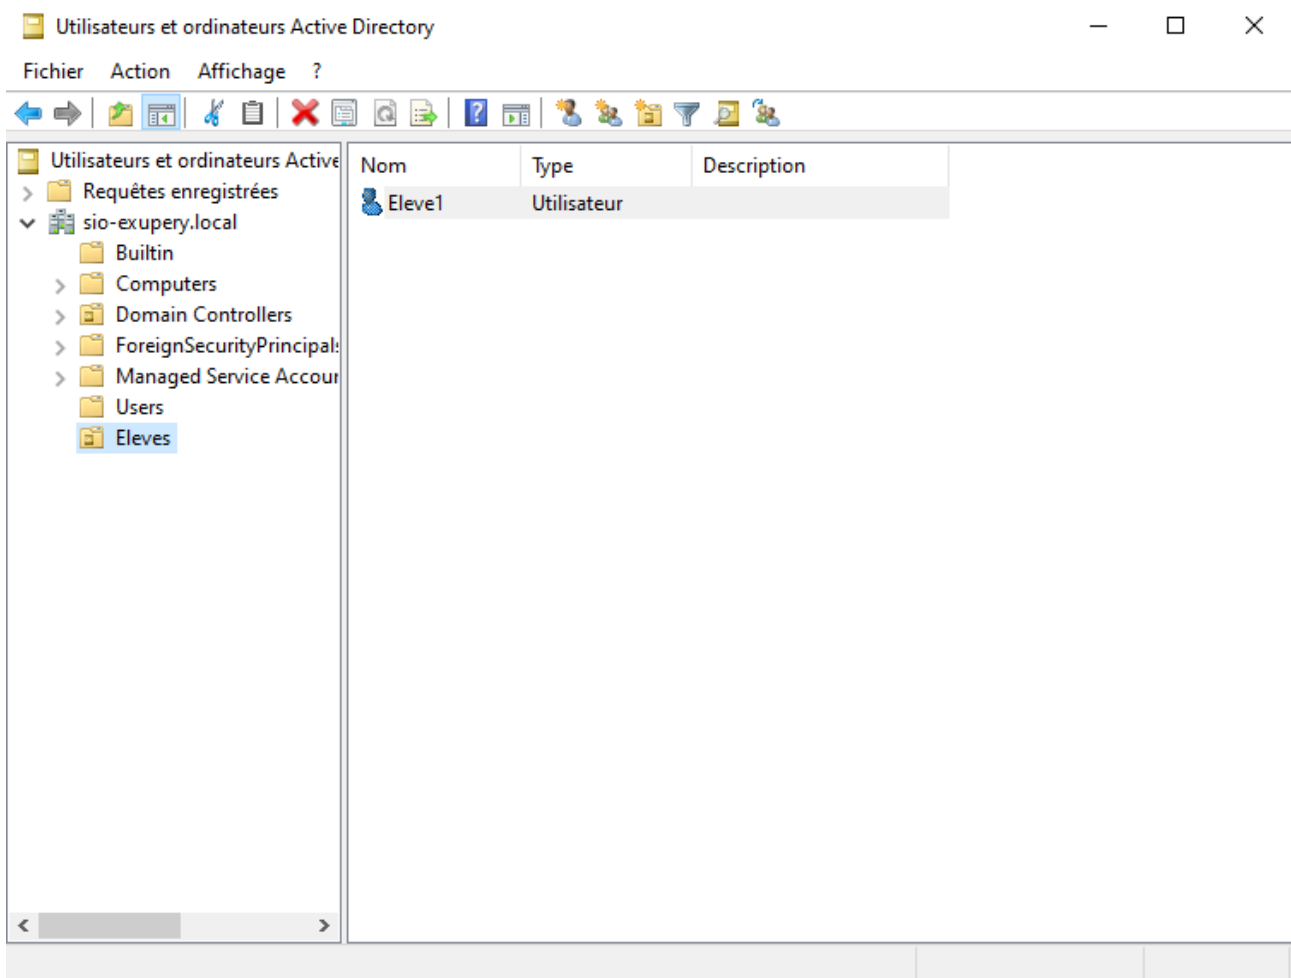 Utilisateurs et ordinateurs Active Directory
Fichier Action Affichage ?
Utilisateurs et ordinateurs Active
Requêtes enregistrées
sio-exupery.local
Builtin
Computers
Domain Controllers
ForeignSecurityPrincipals
Managed Service Accour
Users
Eleves
Nom Type Description
Eleve1 Utilisateur